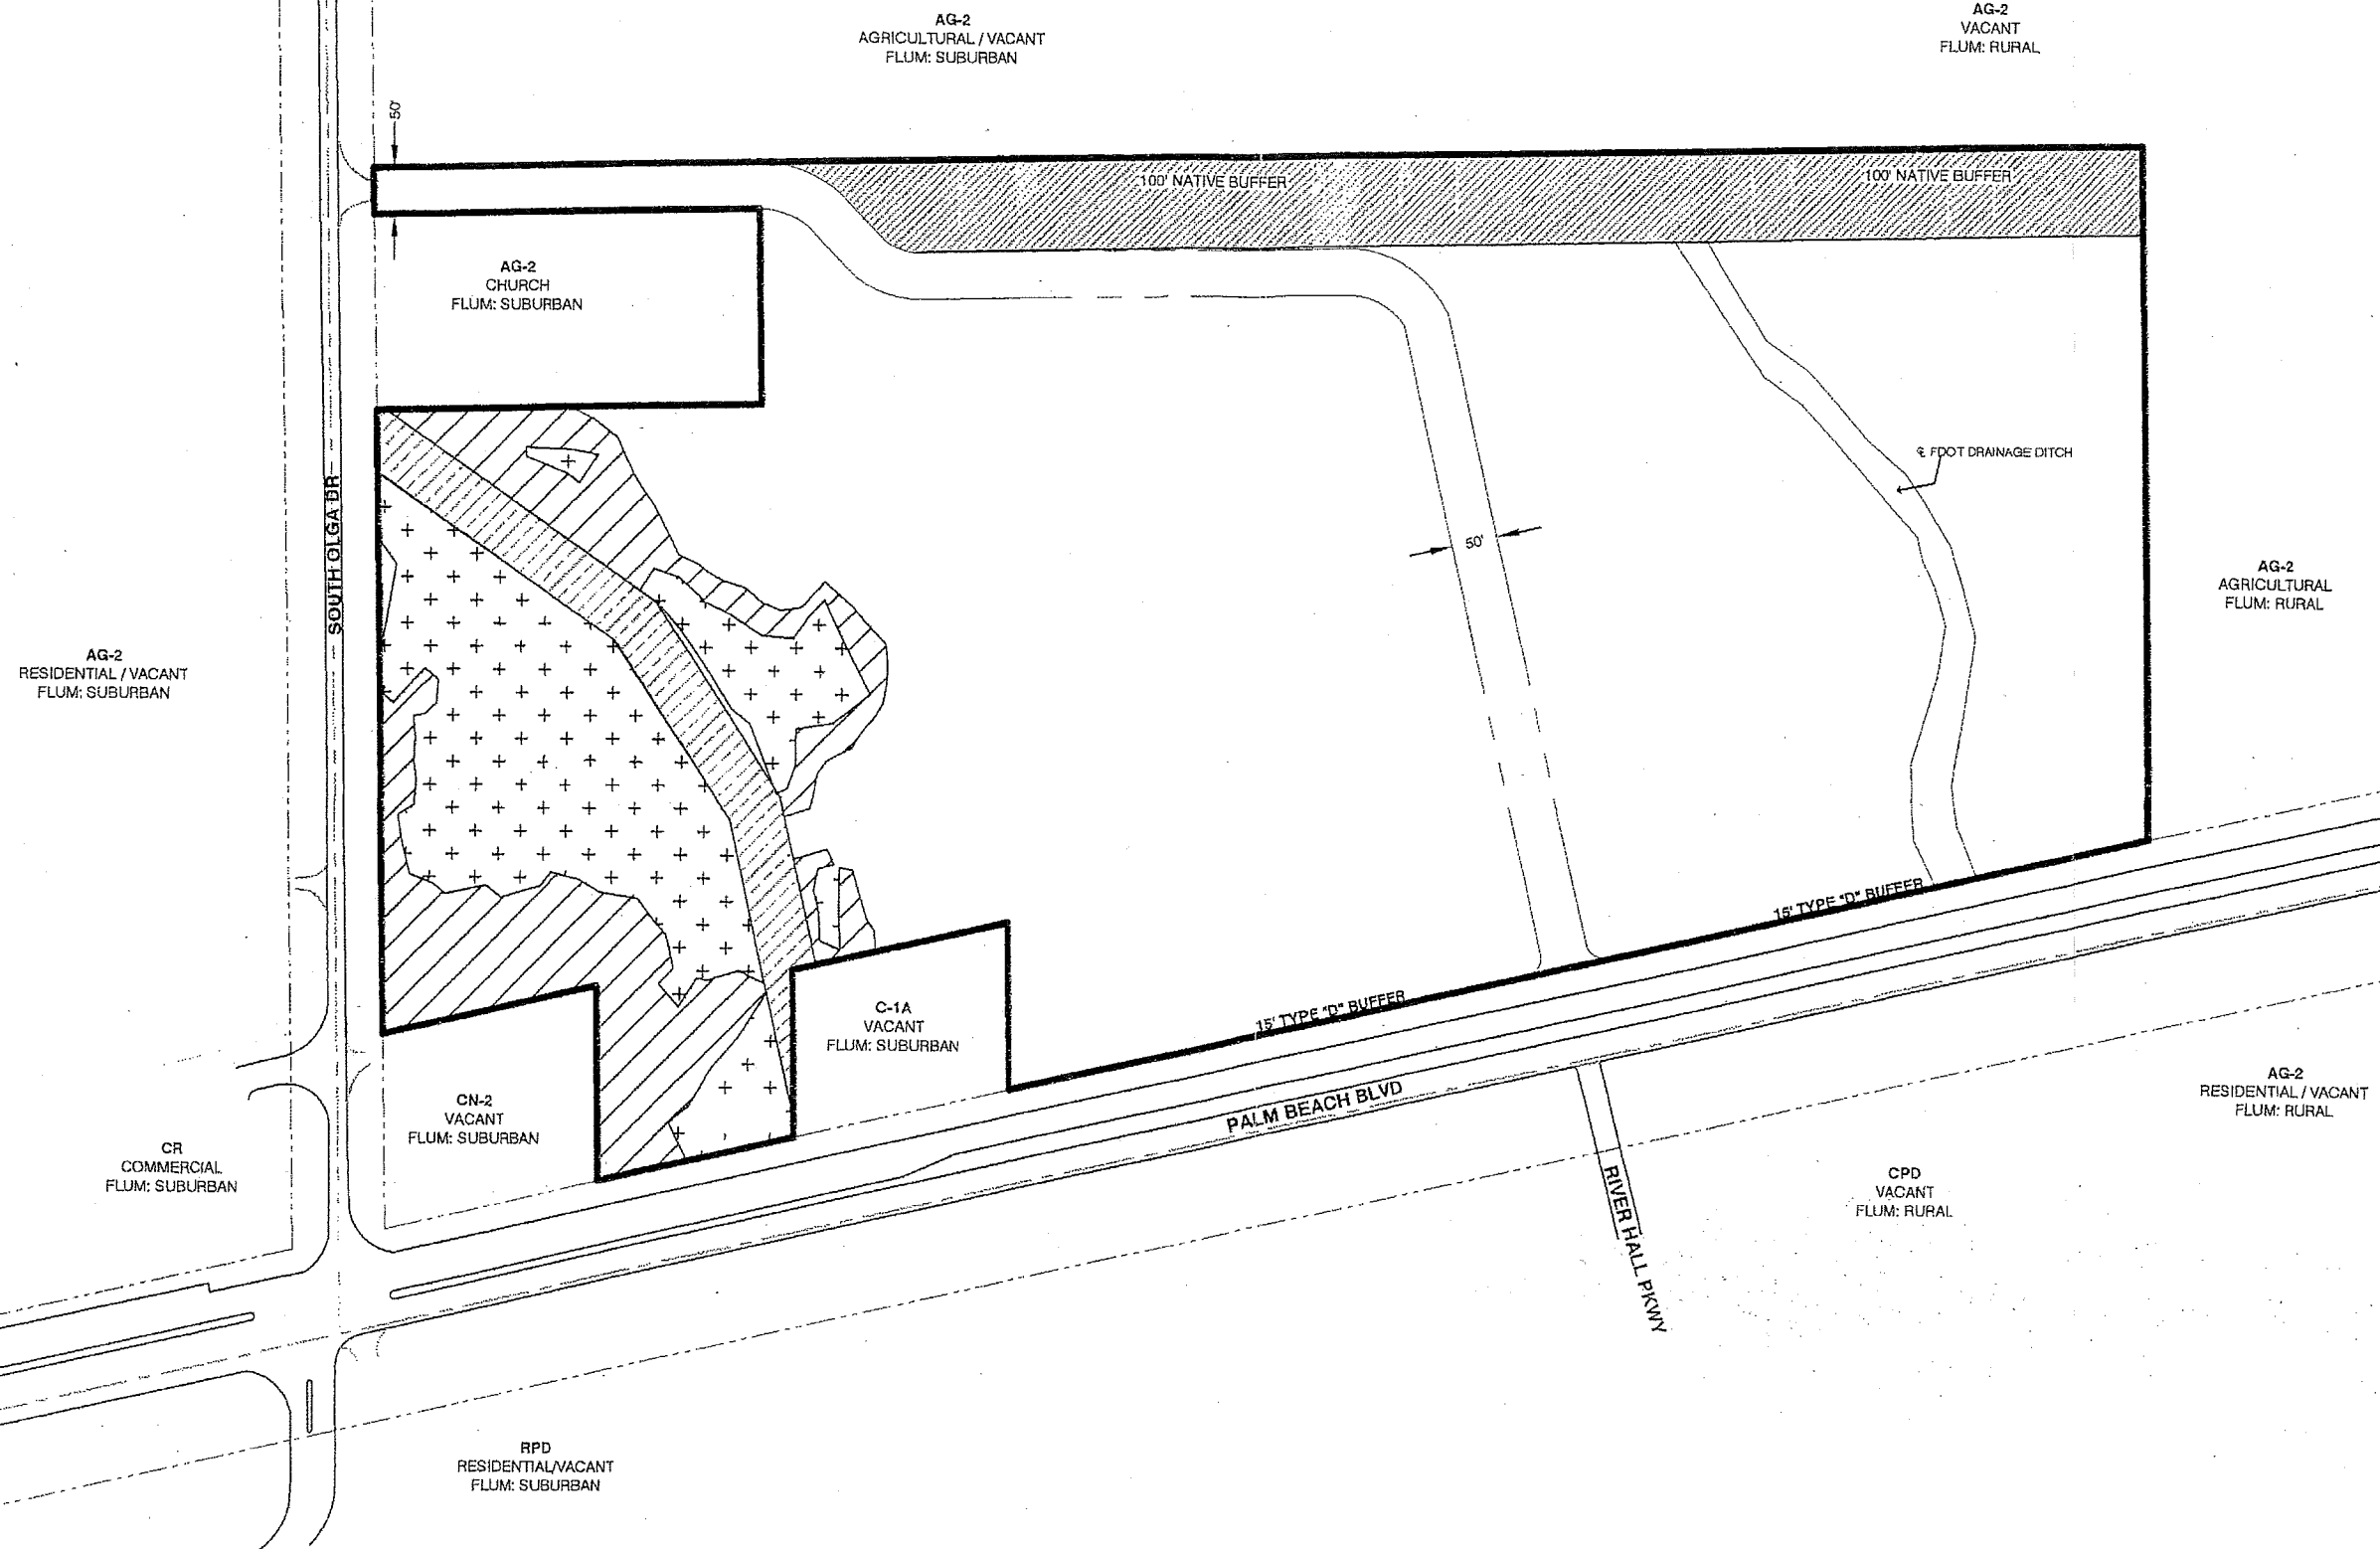 AG-2
AGRICULTURAL / VACANT
FLUM: SUBURBAN
AG-2
VACANT
FLUM: RURAL
50'
100' NATIVE BUFFER
100' NATIVE BUFFER
AG-2
CHURCH
FLUM: SUBURBAN
℄ FDOT DRAINAGE DITCH
SOUTH OLGA DR
50'
AG-2
AGRICULTURAL
FLUM: RURAL
AG-2
RESIDENTIAL / VACANT
FLUM: SUBURBAN
15' TYPE "D" BUFFER
15' TYPE "D" BUFFER
C-1A
VACANT
FLUM: SUBURBAN
CN-2
VACANT
FLUM: SUBURBAN
PALM BEACH BLVD
AG-2
RESIDENTIAL / VACANT
FLUM: RURAL
CR
COMMERCIAL
FLUM: SUBURBAN
RIVER HALL PKWY
CPD
VACANT
FLUM: RURAL
RPD
RESIDENTIAL/VACANT
FLUM: SUBURBAN